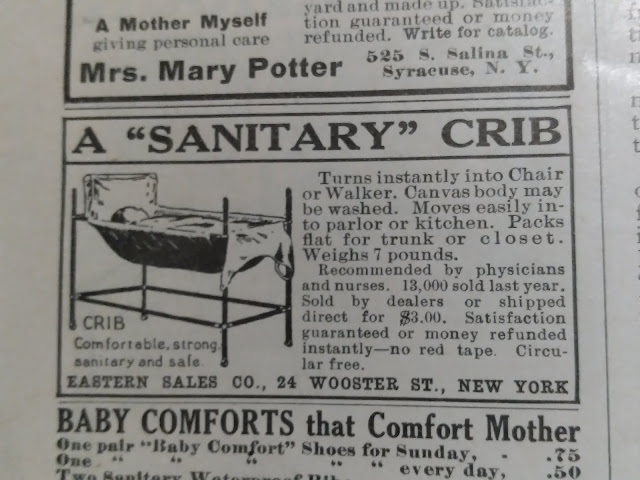 A Mother Myself
giving personal care
Mrs. Mary Potter
yard and made up. Satisfac-
tion guaranteed or money
refunded. Write for catalog.
525 S. Salina St.,
Syracuse, N. Y.
A “SANITARY” CRIB
Turns instantly into Chair
or Walker. Canvas body may
be washed. Moves easily in-
to parlor or kitchen. Packs
flat for trunk or closet.
Weighs 7 pounds.
Recommended by physicians
and nurses. 13,000 sold last year.
Sold by dealers or shipped
direct for $3.00. Satisfaction
guaranteed or money refunded
instantly—no red tape. Circu-
lar free.
CRIB
Comfortable, strong,
sanitary and safe.
EASTERN SALES CO., 24 WOOSTER ST., NEW YORK
BABY COMFORTS that Comfort Mother
One pair “Baby Comfort” Shoes for Sunday, - .75
One “ “ “ “ “ every day, .50
Two Sanitary Waterproof Bibs